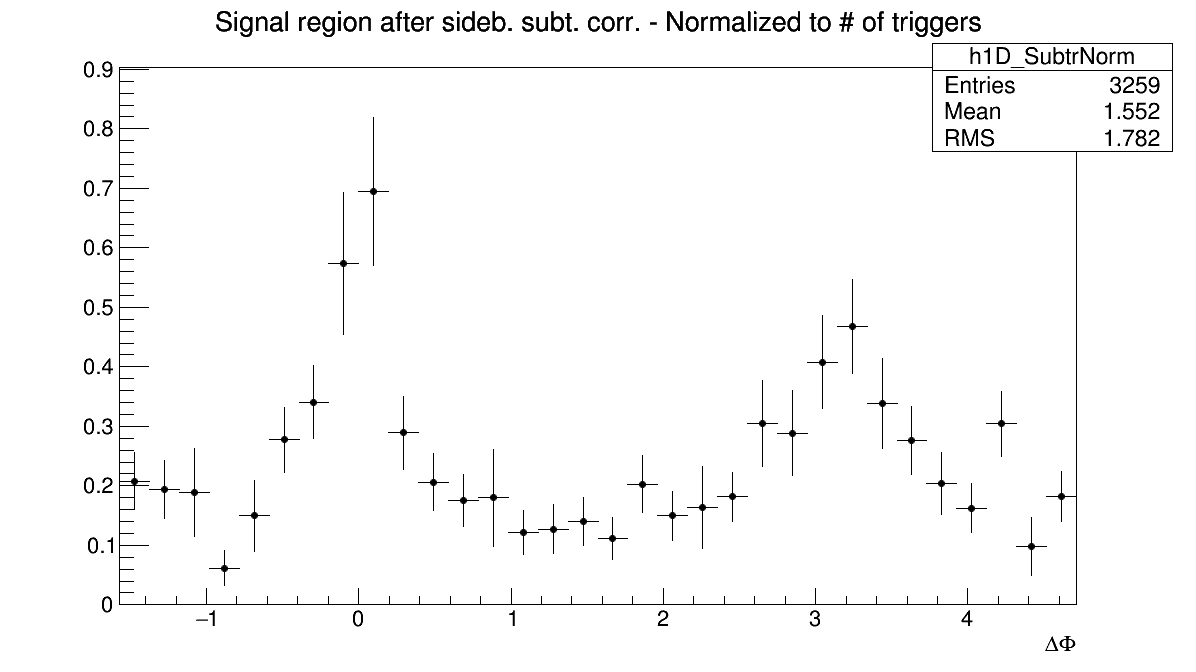 Signal region after sideb. subt. corr. - Normalized to # of triggers
h1D_SubtrNorm
Entries 3259
Mean 1.552
RMS 1.782
0.9
0.8
0.7
0.6
0.5
0.4
0.3
0.2
0.1
0
−1 0 1 2 3 4
ΔΦ